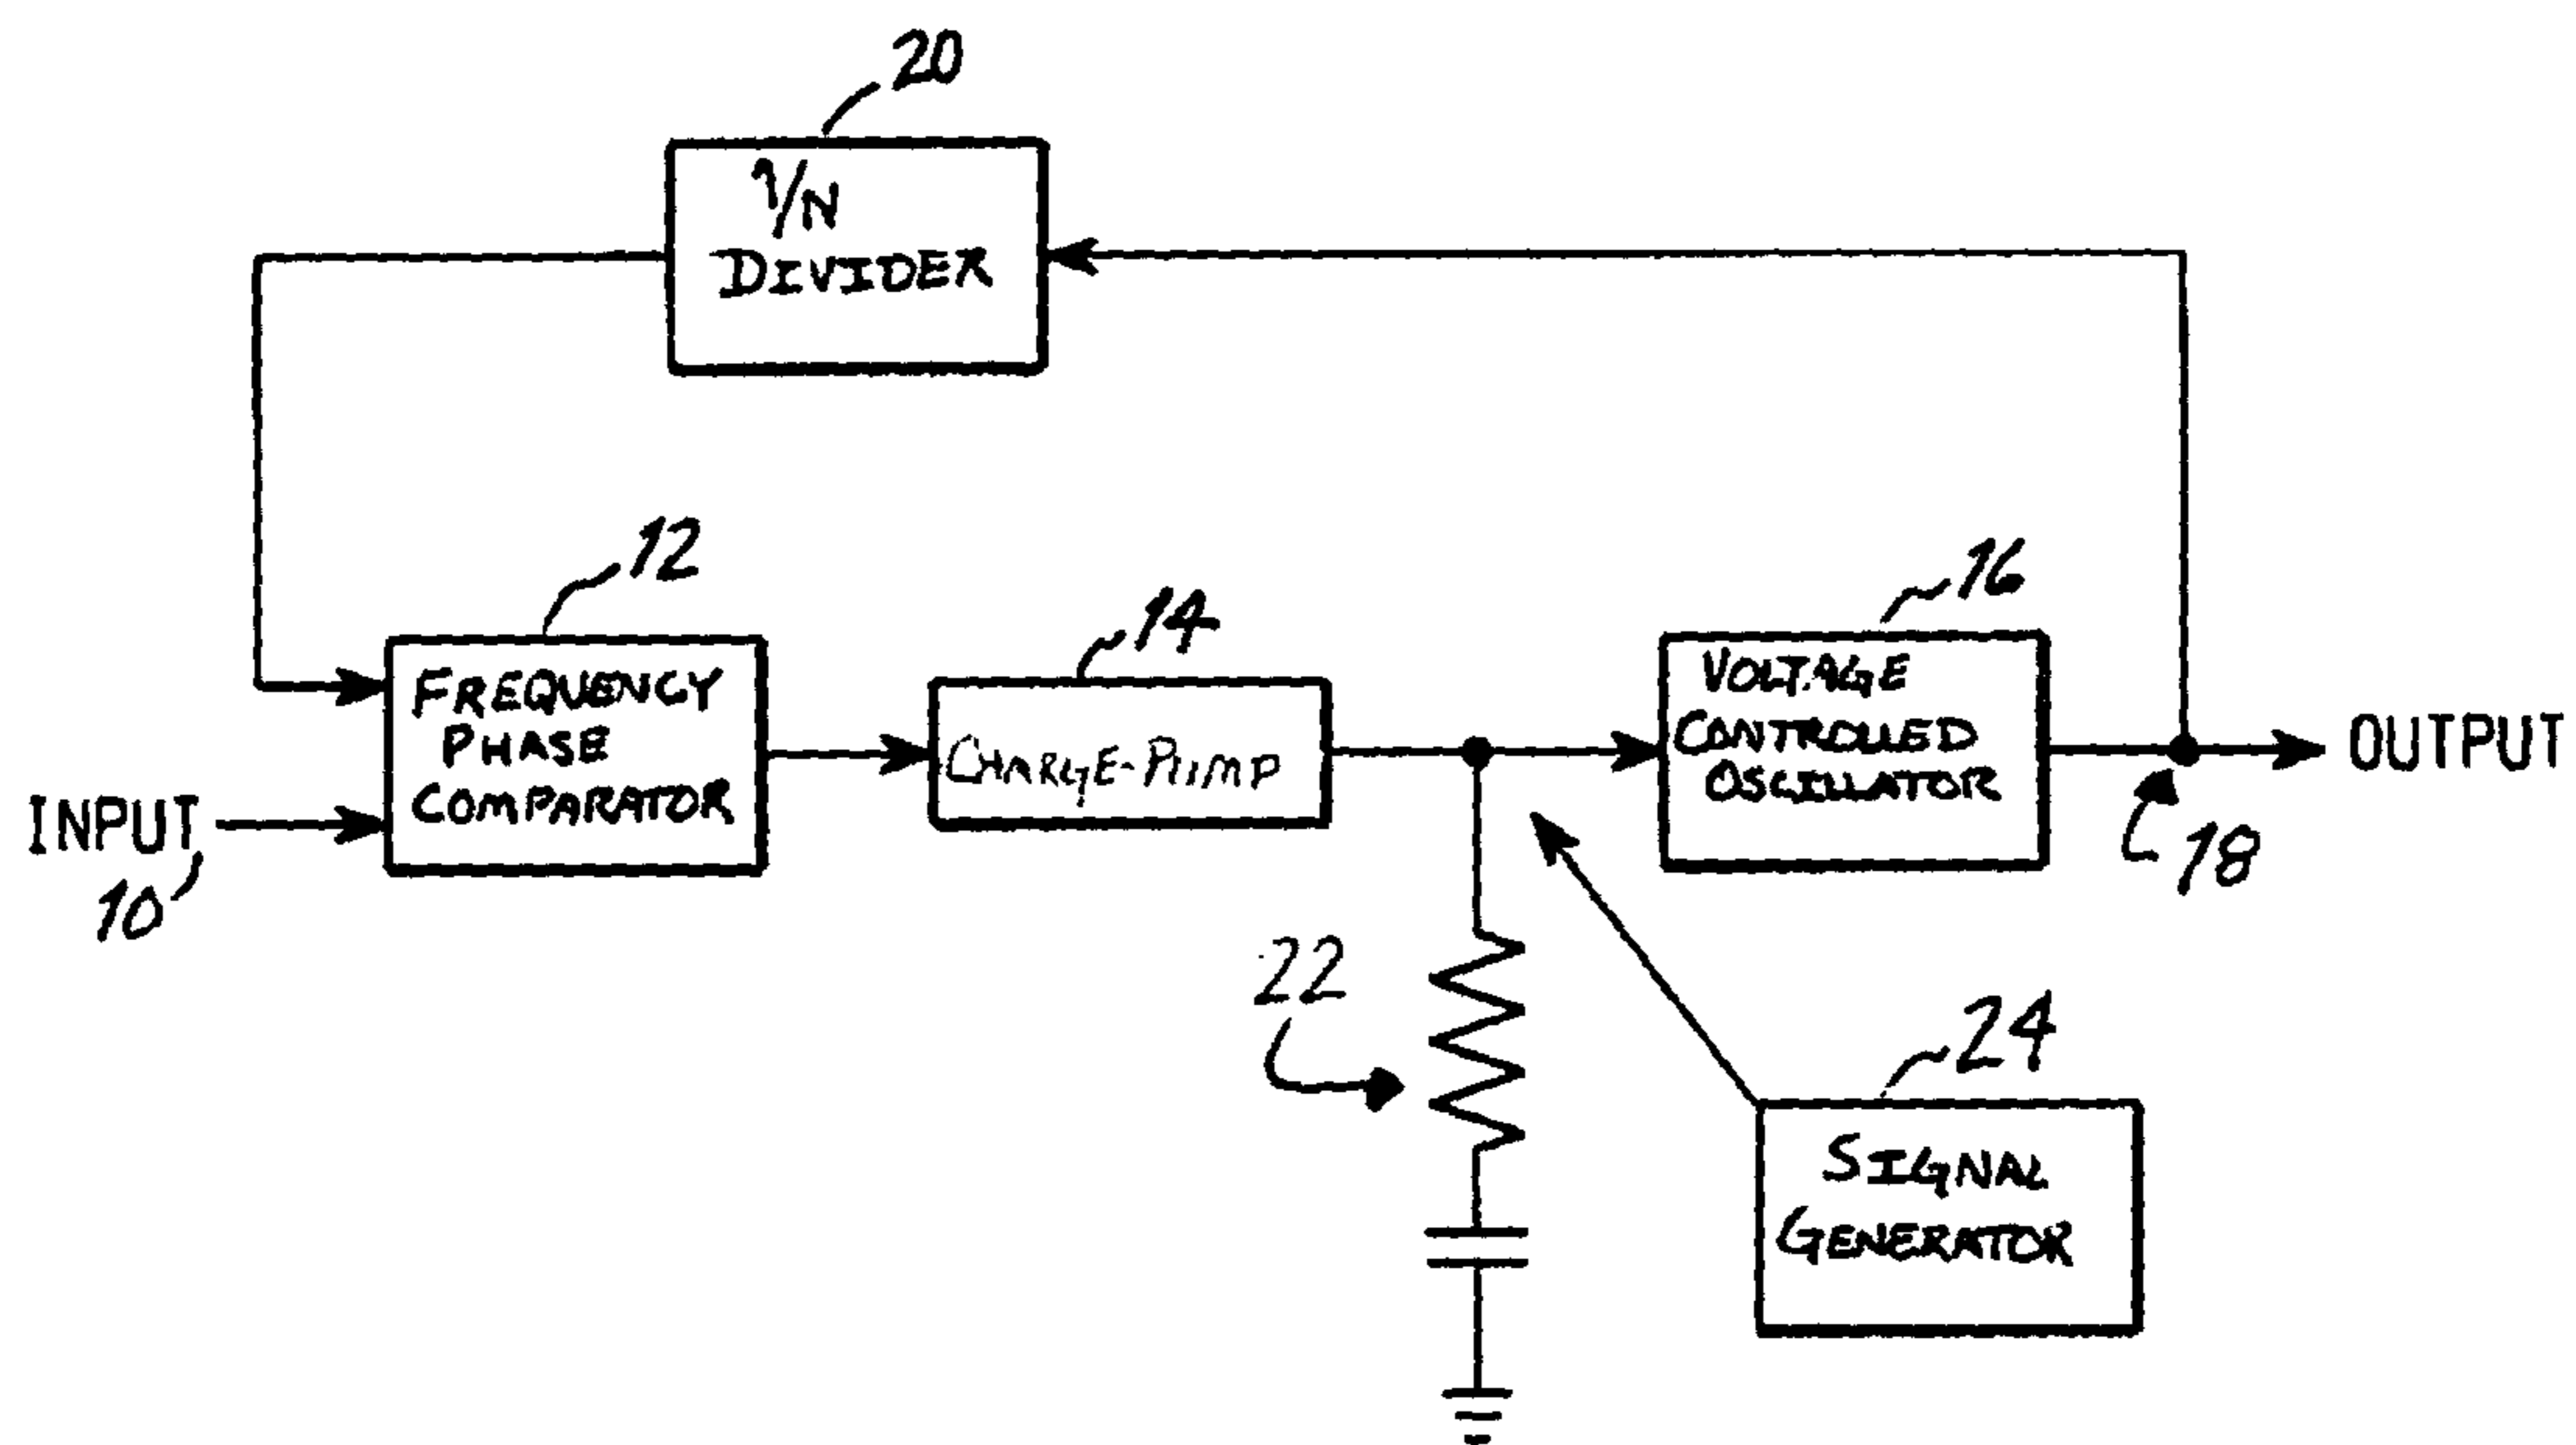 20
1/N
DIVIDER
12
FREQUENCY
PHASE
COMPARATOR
14
CHARGE-PUMP
16
VOLTAGE
CONTROLLED
OSCILLATOR
OUTPUT
18
INPUT
10
22
24
SIGNAL
GENERATOR